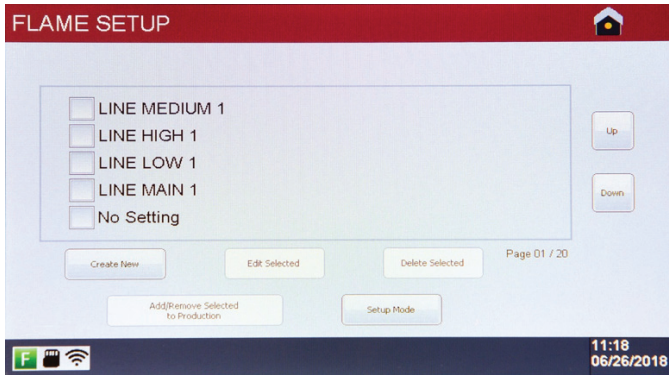 FLAME SETUP
LINE MEDIUM 1
LINE HIGH 1
LINE LOW 1
LINE MAIN 1
No Setting
Up
Down
Create New
Edit Selected
Delete Selected
Page 01 / 20
Add/Remove Selected
to Production
Setup Mode
F
11:18
06/26/2018